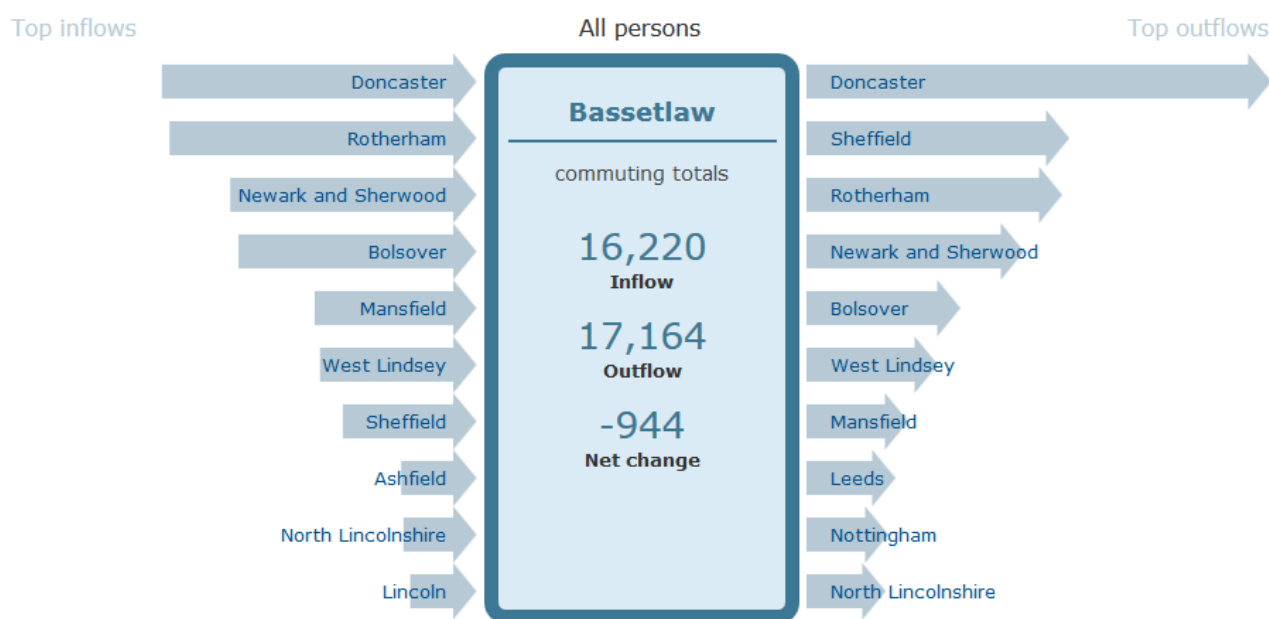 Top inflows
All persons
Top outflows
Doncaster
Rotherham
Newark and Sherwood
Bolsover
Mansfield
West Lindsey
Sheffield
Ashfield
North Lincolnshire
Lincoln
Bassetlaw
commuting totals
16,220
Inflow
17,164
Outflow
-944
Net change
Doncaster
Sheffield
Rotherham
Newark and Sherwood
Bolsover
West Lindsey
Mansfield
Leeds
Nottingham
North Lincolnshire